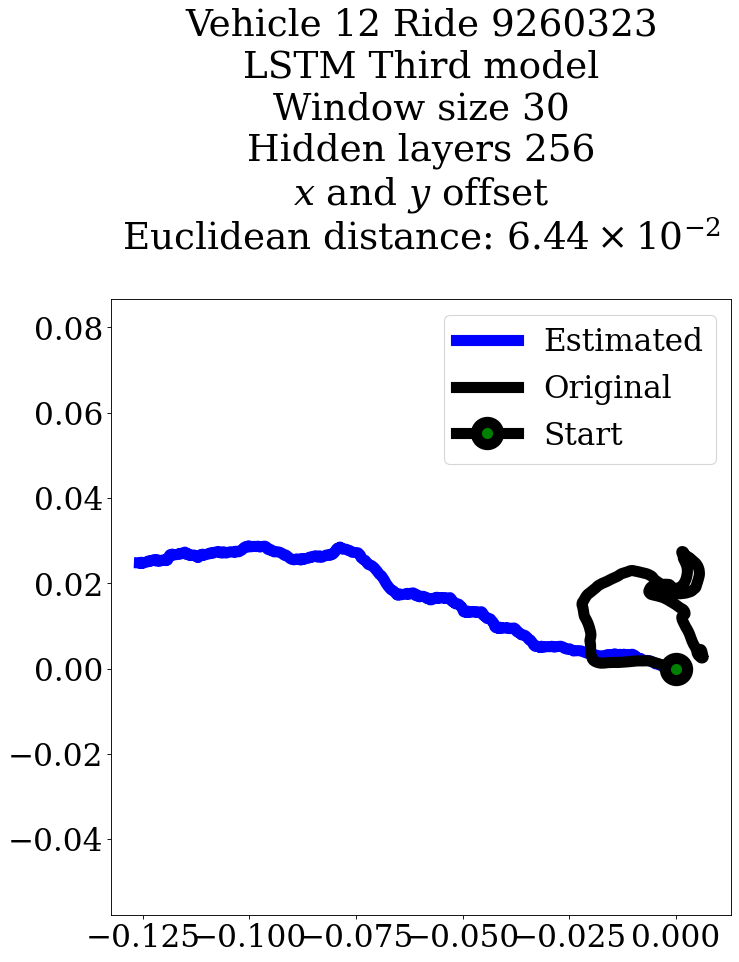 Vehicle 12 Ride 9260323
LSTM Third model
Window size 30
Hidden layers 256
x and y offset
Euclidean distance: 6.44 × 10⁻²
Estimated
Original
Start
0.08
0.06
0.04
0.02
0.00
−0.02
−0.04
−0.125 −0.100 −0.075 −0.050 −0.025 0.000